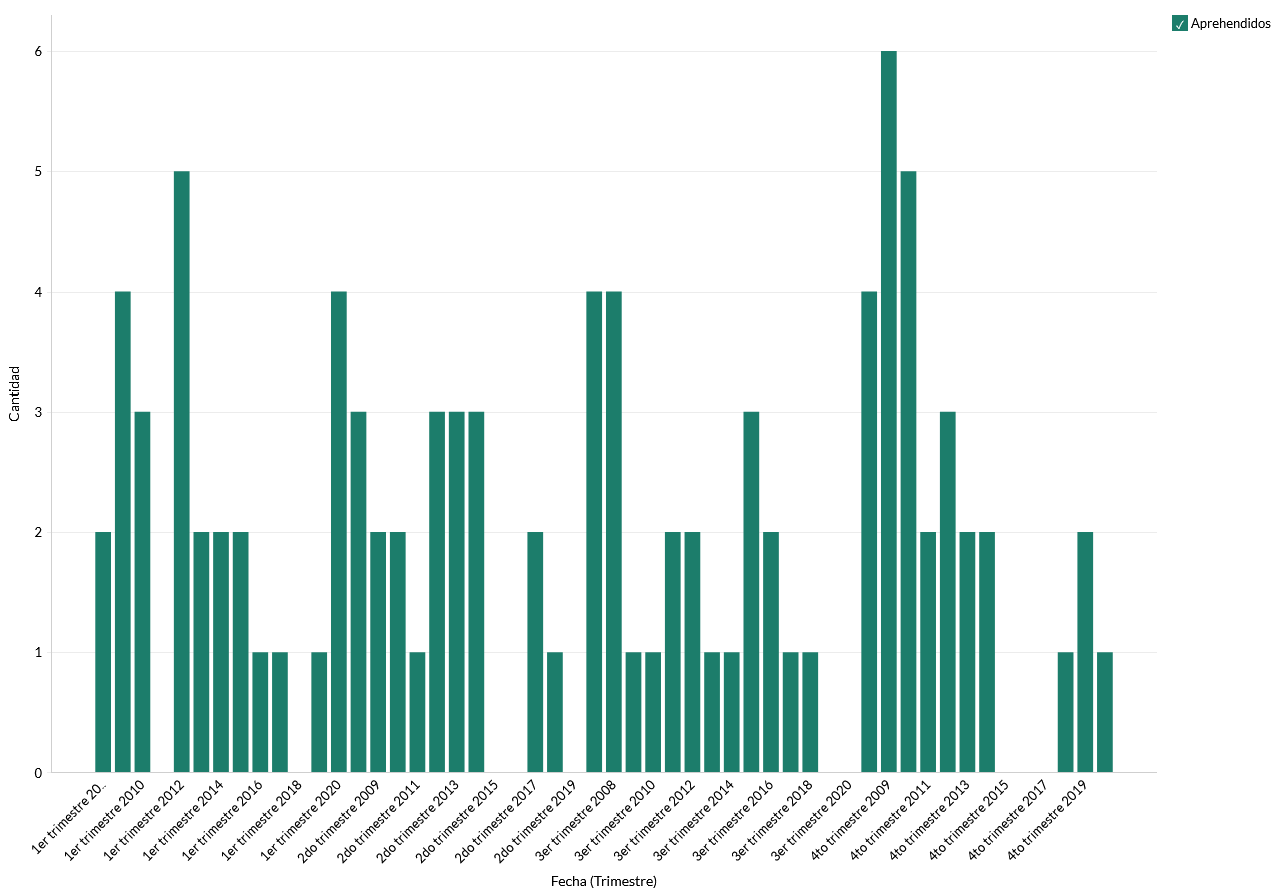 Aprehendidos
6
5
4
3
2
1
0
Cantidad
1er trimestre 20..
1er trimestre 2010
1er trimestre 2012
1er trimestre 2014
1er trimestre 2016
1er trimestre 2018
1er trimestre 2020
2do trimestre 2009
2do trimestre 2011
2do trimestre 2013
2do trimestre 2015
2do trimestre 2017
2do trimestre 2019
3er trimestre 2008
3er trimestre 2010
3er trimestre 2012
3er trimestre 2014
3er trimestre 2016
3er trimestre 2018
3er trimestre 2020
4to trimestre 2009
4to trimestre 2011
4to trimestre 2013
4to trimestre 2015
4to trimestre 2017
4to trimestre 2019
Fecha (Trimestre)